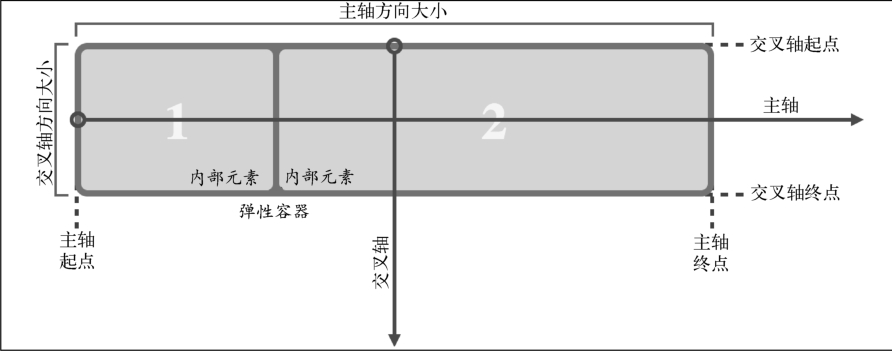 主轴方向大小
交叉轴起点
交叉轴方向大小
主轴
1
2
内部元素
内部元素
交叉轴终点
弹性容器
主轴
起点
交叉轴
主轴
终点